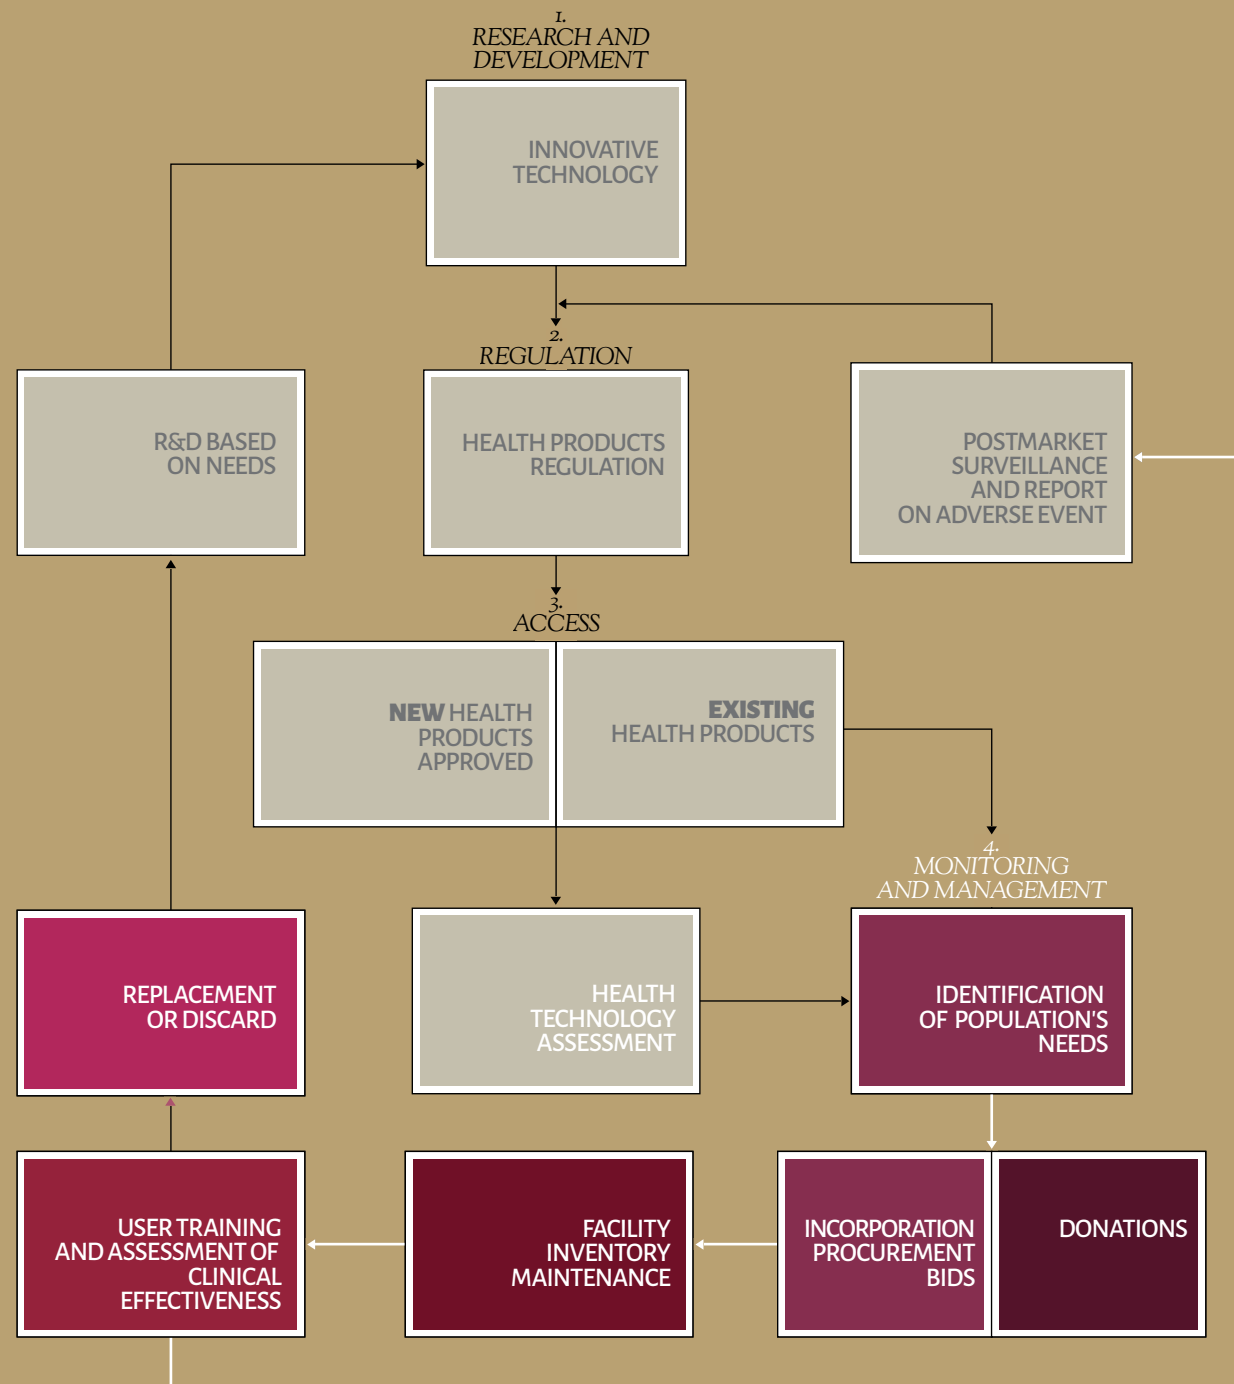 1.
RESEARCH AND
DEVELOPMENT
INNOVATIVE
TECHNOLOGY
2.
REGULATION
R&D BASED
ON NEEDS
HEALTH PRODUCTS
REGULATION
POSTMARKET
SURVEILLANCE
AND REPORT
ON ADVERSE EVENT
3.
ACCESS
NEW HEALTH
PRODUCTS
APPROVED
EXISTING
HEALTH PRODUCTS
4.
MONITORING
AND MANAGEMENT
REPLACEMENT
OR DISCARD
HEALTH
TECHNOLOGY
ASSESSMENT
IDENTIFICATION
OF POPULATION'S
NEEDS
USER TRAINING
AND ASSESSMENT OF
CLINICAL
EFFECTIVENESS
FACILITY
INVENTORY
MAINTENANCE
INCORPORATION
PROCUREMENT
BIDS
DONATIONS